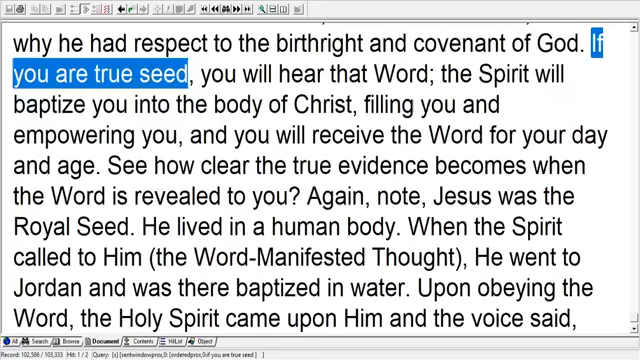 why he had respect to the birthright and covenant of God. If
you are true seed, you will hear that Word; the Spirit will
baptize you into the body of Christ, filling you and
empowering you, and you will receive the Word for your day
and age. See how clear the true evidence becomes when
the Word is revealed to you? Again, note, Jesus was the
Royal Seed. He lived in a human body. When the Spirit
called to Him (the Word-Manifested Thought), He went to
Jordan and was there baptized in water. Upon obeying the
Word, the Holy Spirit came upon Him and the voice said,
All Search Browse Document Contents HitList Object
Record: 102,586 / 103,333 Hit: 1 / 2 Query: [s] [sentwindowpros,0: [orderedprox,0:if you are true seed ] ]